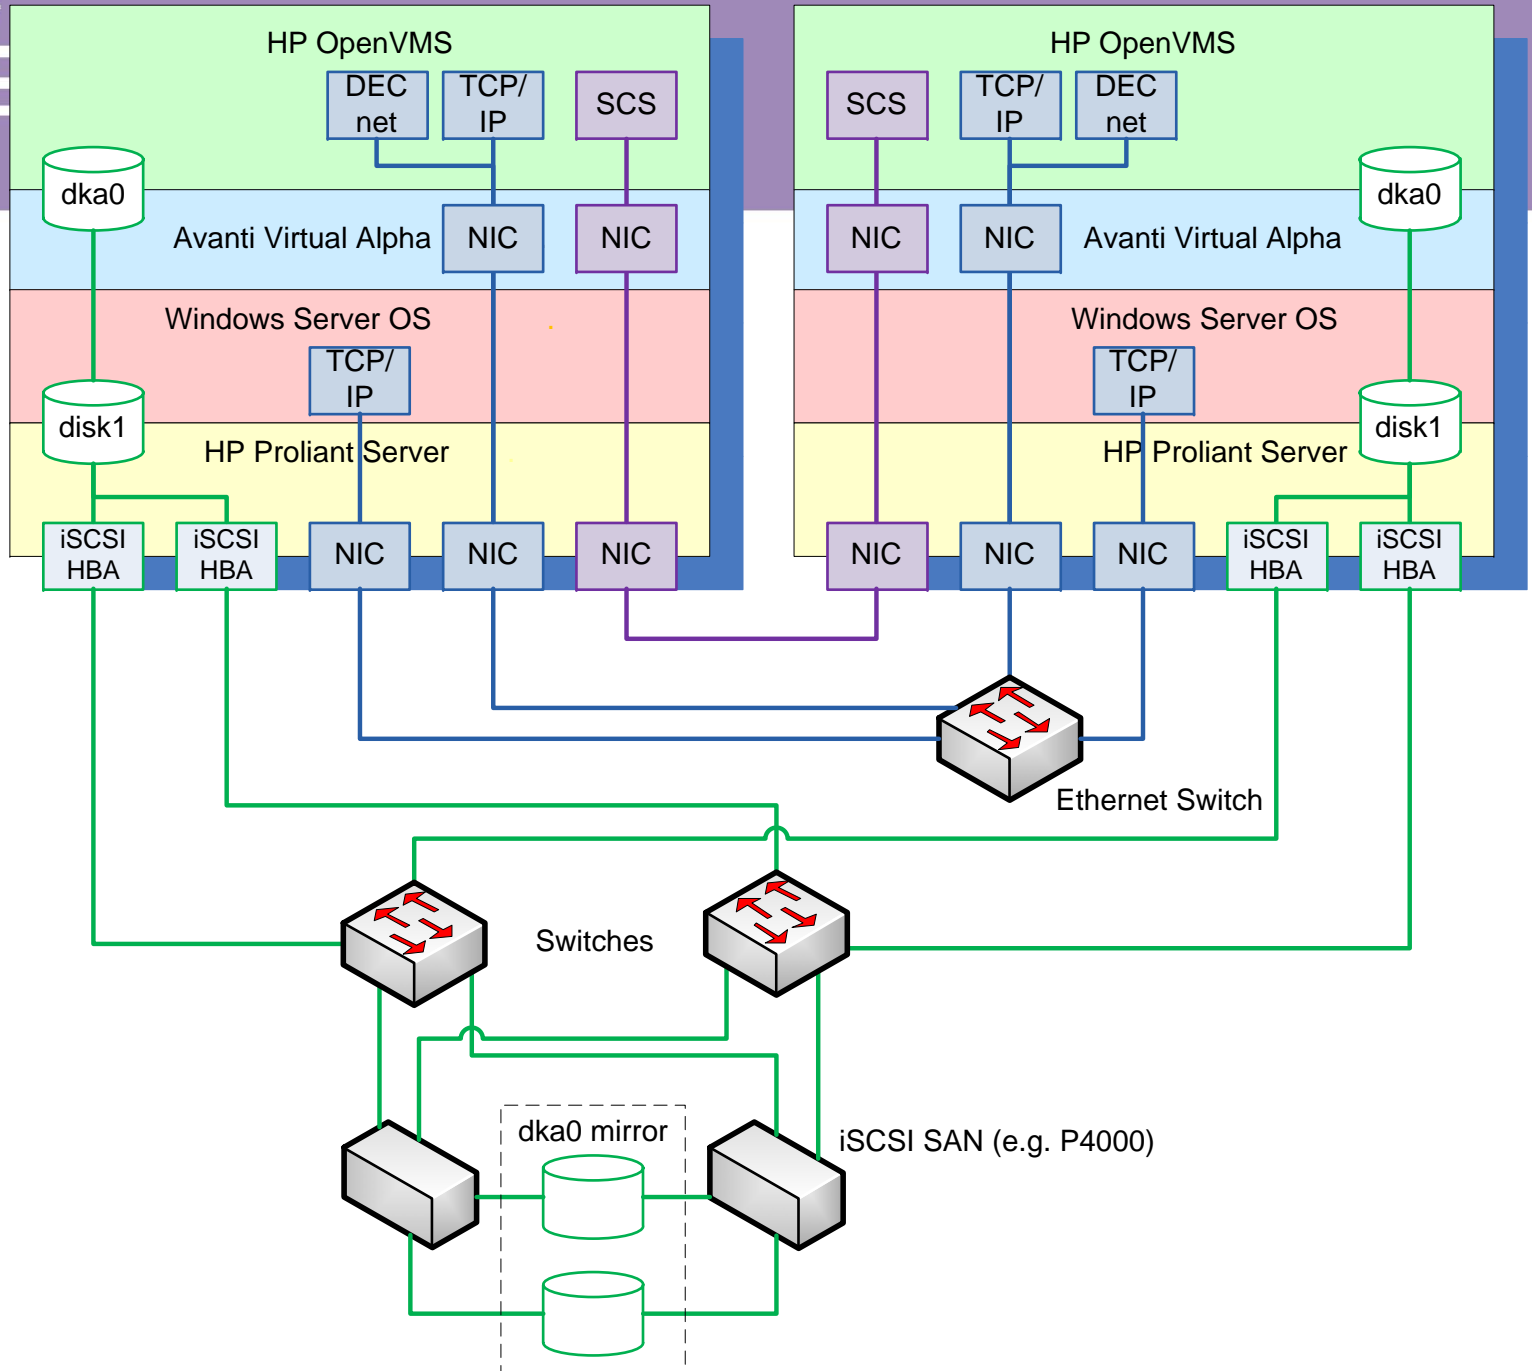 HP OpenVMS
HP OpenVMS
DEC
net
TCP/
IP
SCS
SCS
TCP/
IP
DEC
net
dka0
dka0
Avanti Virtual Alpha
NIC
NIC
NIC
NIC
Avanti Virtual Alpha
Windows Server OS
Windows Server OS
TCP/
IP
TCP/
IP
disk1
disk1
HP Proliant Server
HP Proliant Server
iSCSI
HBA
iSCSI
HBA
NIC
NIC
NIC
NIC
NIC
NIC
iSCSI
HBA
iSCSI
HBA
Ethernet Switch
Switches
dka0 mirror
iSCSI SAN (e.g. P4000)